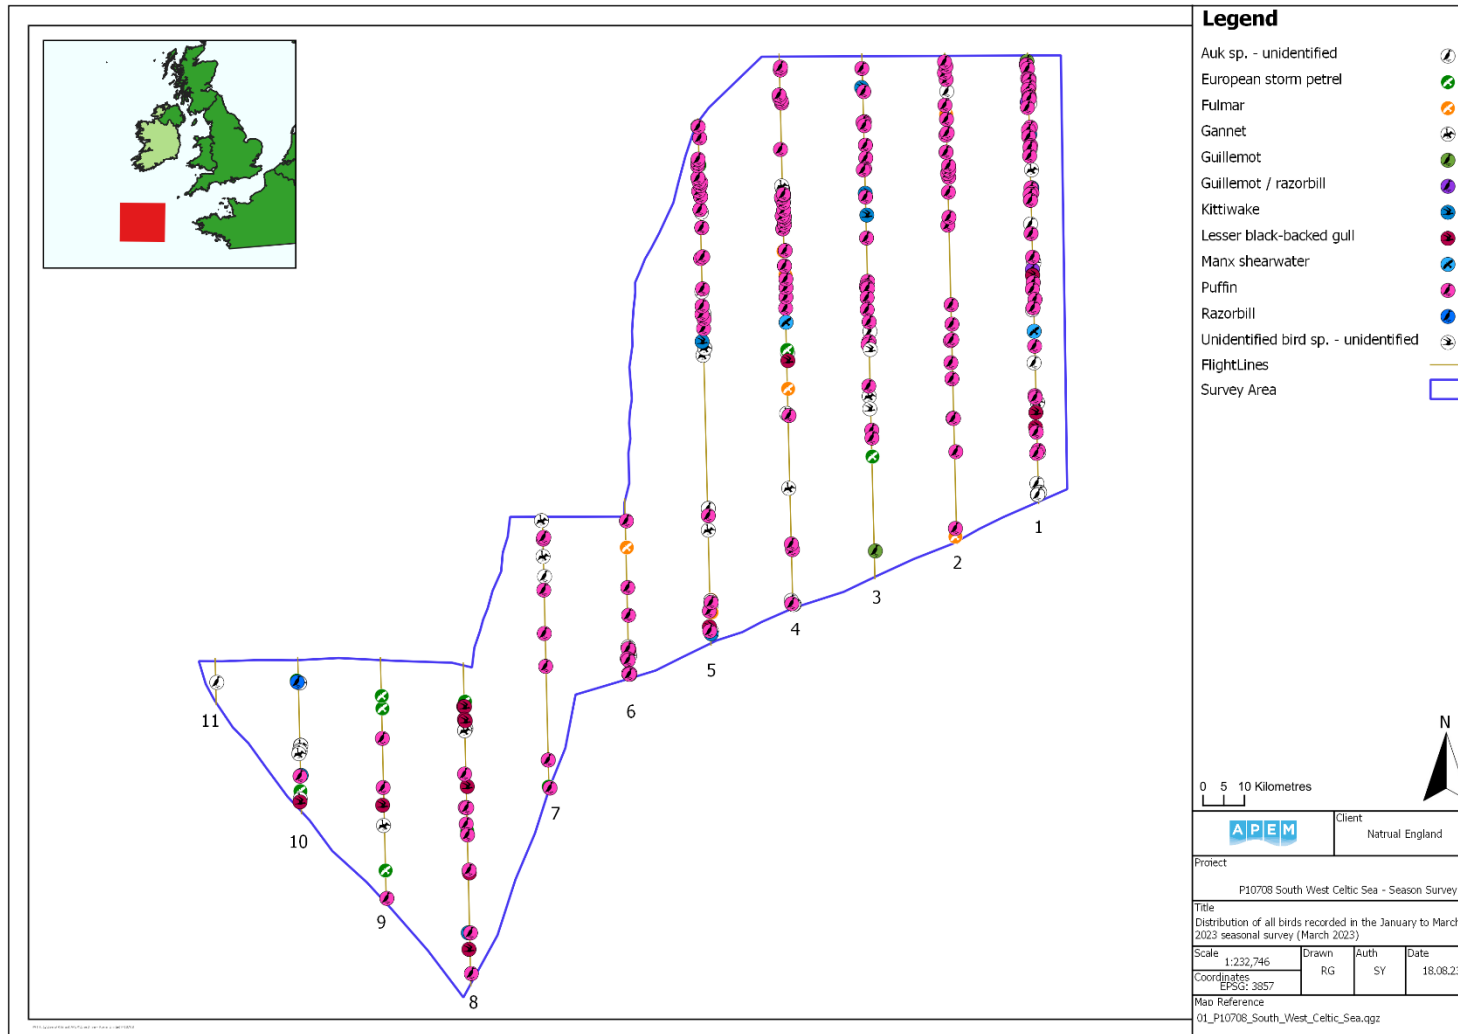 Legend
Auk sp. - unidentified
European storm petrel
Fulmar
Gannet
Guillemot
Guillemot / razorbill
Kittiwake
Lesser black-backed gull
Manx shearwater
Puffin
Razorbill
Unidentified bird sp. - unidentified
FlightLines
Survey Area
1
2
3
4
5
6
7
8
9
10
11
N
0 5 10 Kilometres
APEM
Client
Natrual England
Project
P10708 South West Celtic Sea - Season Survey
Title
Distribution of all birds recorded in the January to March
2023 seasonal survey (March 2023)
Scale
1:232,746
Drawn
RG
Auth
SY
Date
18.08.23
Coordinates
EPSG: 3857
Map Reference
01_P10708_South_West_Celtic_Sea.qgz